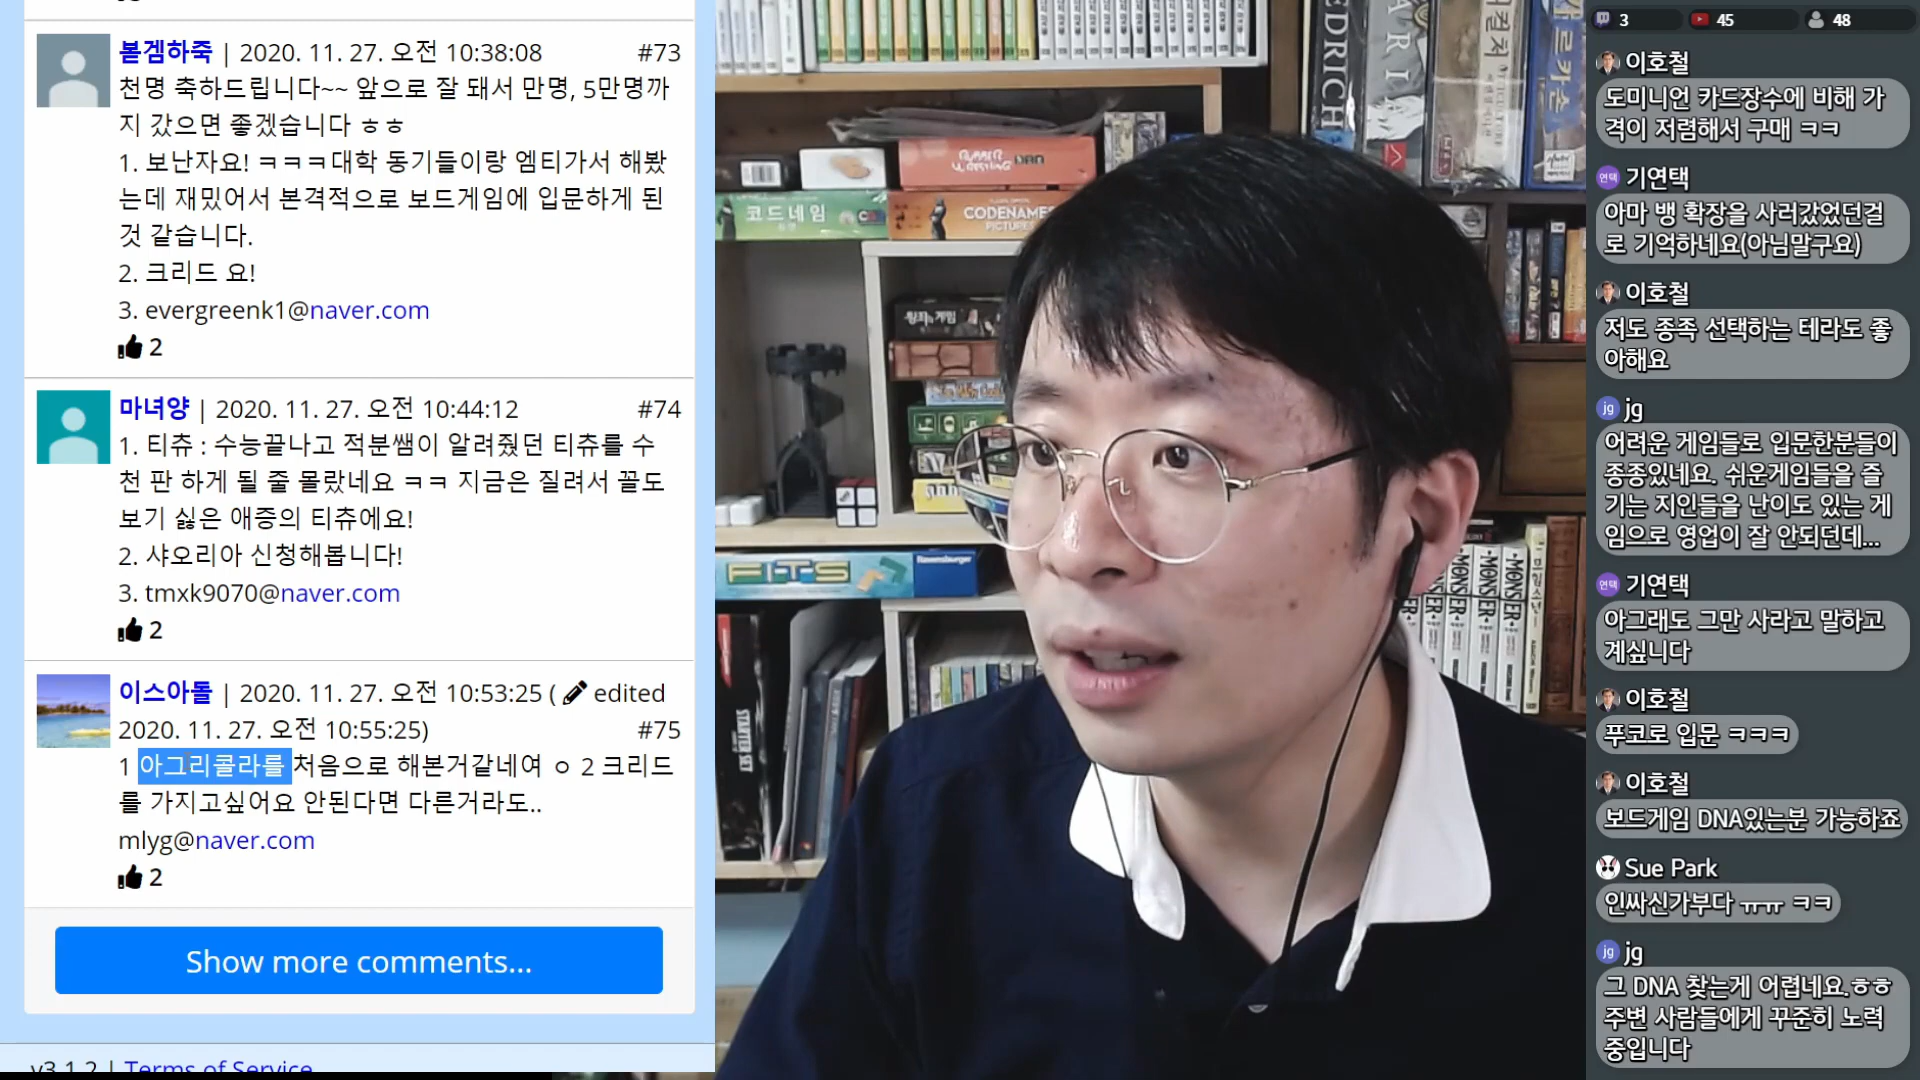 볼겜하죽 | 2020. 11. 27. 오전 10:38:08 #73
천명 축하드립니다~~ 앞으로 잘 돼서 만명, 5만명까
지 갔으면 좋겠습니다 ㅎㅎ
1. 보난자요! ㅋㅋㅋ대학 동기들이랑 엠티가서 해봤
는데 재밌어서 본격적으로 보드게임에 입문하게 된
것 같습니다.
2. 크리드 요!
3. evergreenk1@naver.com
2
마녀양 | 2020. 11. 27. 오전 10:44:12 #74
1. 티츄 : 수능끝나고 적분쌤이 알려줬던 티츄를 수
천 판 하게 될 줄 몰랐네요 ㅋㅋ 지금은 질려서 꼴도
보기 싫은 애증의 티츄에요!
2. 샤오리아 신청해봅니다!
3. tmxk9070@naver.com
2
이스아돌 | 2020. 11. 27. 오전 10:53:25 ( edited
2020. 11. 27. 오전 10:55:25) #75
1 아그리콜라를 처음으로 해본거같네여 ㅇ 2 크리드
를 가지고싶어요 안된다면 다른거라도..
mlyg@naver.com
2
Show more comments...
v3.1.2 | Terms of Service
코드네임
CODENAMES
PICTURES
FITS
Ravensburger
MONSTER
MONSTER
MONSTER
3 45 48
이호철
도미니언 카드장수에 비해 가
격이 저렴해서 구매 ㅋㅋ
연택 기연택
아마 뱅 확장을 사러갔었던걸
로 기억하네요(아님말구요)
이호철
저도 종족 선택하는 테라도 좋
아해요
jg jg
어려운 게임들로 입문한분들이
종종있네요. 쉬운게임들을 즐
기는 지인들을 난이도 있는 게
임으로 영업이 잘 안되던데...
연택 기연택
아그래도 그만 사라고 말하고
계싶니다
이호철
푸코로 입문 ㅋㅋㅋ
이호철
보드게임 DNA있는분 가능하죠
Sue Park
인싸신가부다 ㅠㅠ ㅋㅋ
jg jg
그 DNA 찾는게 어렵네요.ㅎㅎ
주변 사람들에게 꾸준히 노력
중입니다